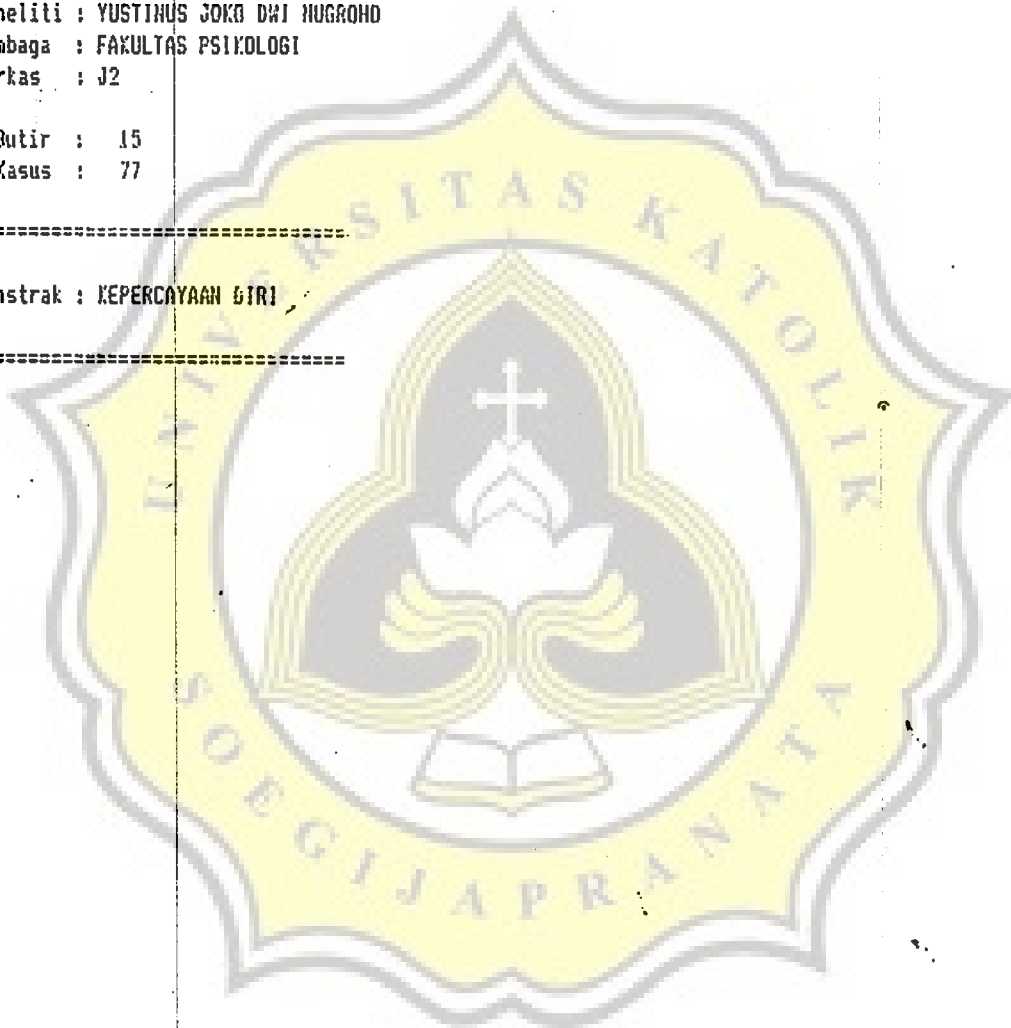 neliti : YUSTINUS JOKO DWI NUGROHO
mbaga : FAKULTAS PSIKOLOGI
rkas : J2
Butir : 15
Kasus : 77
==========================================
nstrak : KEPERCAYAAN DIRI
==========================================
UNIVERSITAS KATOLIK
SOEGIJAPRANATA